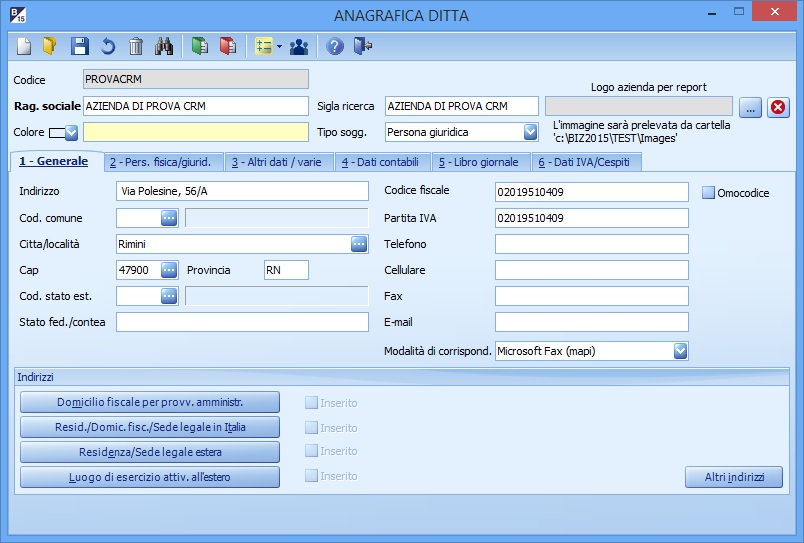 B
15
ANAGRAFICA DITTA
Codice
PROVACRM
Logo azienda per report
Rag. sociale
AZIENDA DI PROVA CRM
Sigla ricerca
AZIENDA DI PROVA CRM
...
Colore
Tipo sogg.
Persona giuridica
L'immagine sarà prelevata da cartella
'c:\BIZ2015\TEST\Images'
1 - Generale
2 - Pers. fisica/giurid.
3 - Altri dati / varie
4 - Dati contabili
5 - Libro giornale
6 - Dati IVA/Cespiti
Indirizzo
Via Polesine, 56/A
Cod. comune
Citta/località
Rimini
Cap
47900
Provincia
RN
Cod. stato est.
Stato fed./contea
Codice fiscale
02019510409
Omocodice
Partita IVA
02019510409
Telefono
Cellulare
Fax
E-mail
Modalità di corrispond.
Microsoft Fax (mapi)
Indirizzi
Domicilio fiscale per provv. amministr.
Inserito
Resid./Domic. fisc./Sede legale in Italia
Inserito
Residenza/Sede legale estera
Inserito
Luogo di esercizio attiv. all'estero
Inserito
Altri indirizzi